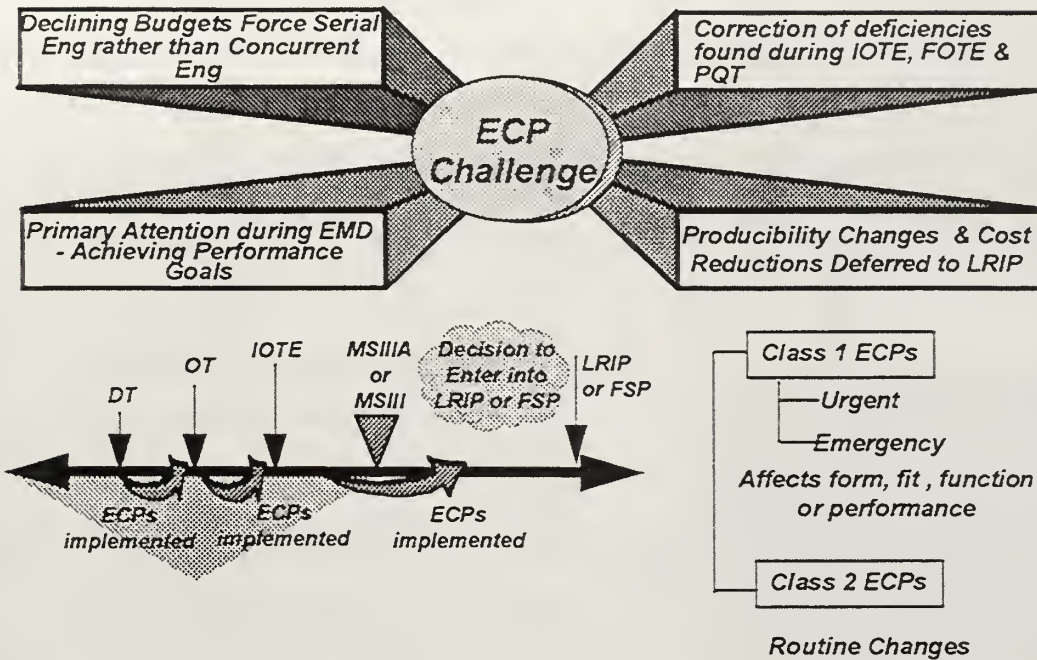 Declining Budgets Force Serial
Eng rather than Concurrent
Eng
Correction of deficiencies
found during IOTE, FOTE &
PQT
ECP
Challenge
Primary Attention during EMD
- Achieving Performance
Goals
Producibility Changes & Cost
Reductions Deferred to LRIP
DT
OT
IOTE
MSIIIA
or
MSIII
Decision to
Enter into
LRIP or FSP
LRIP
or FSP
ECPs
implemented
ECPs
implemented
ECPs
implemented
Class 1 ECPs
Urgent
Emergency
Affects form, fit , function
or performance
Class 2 ECPs
Routine Changes